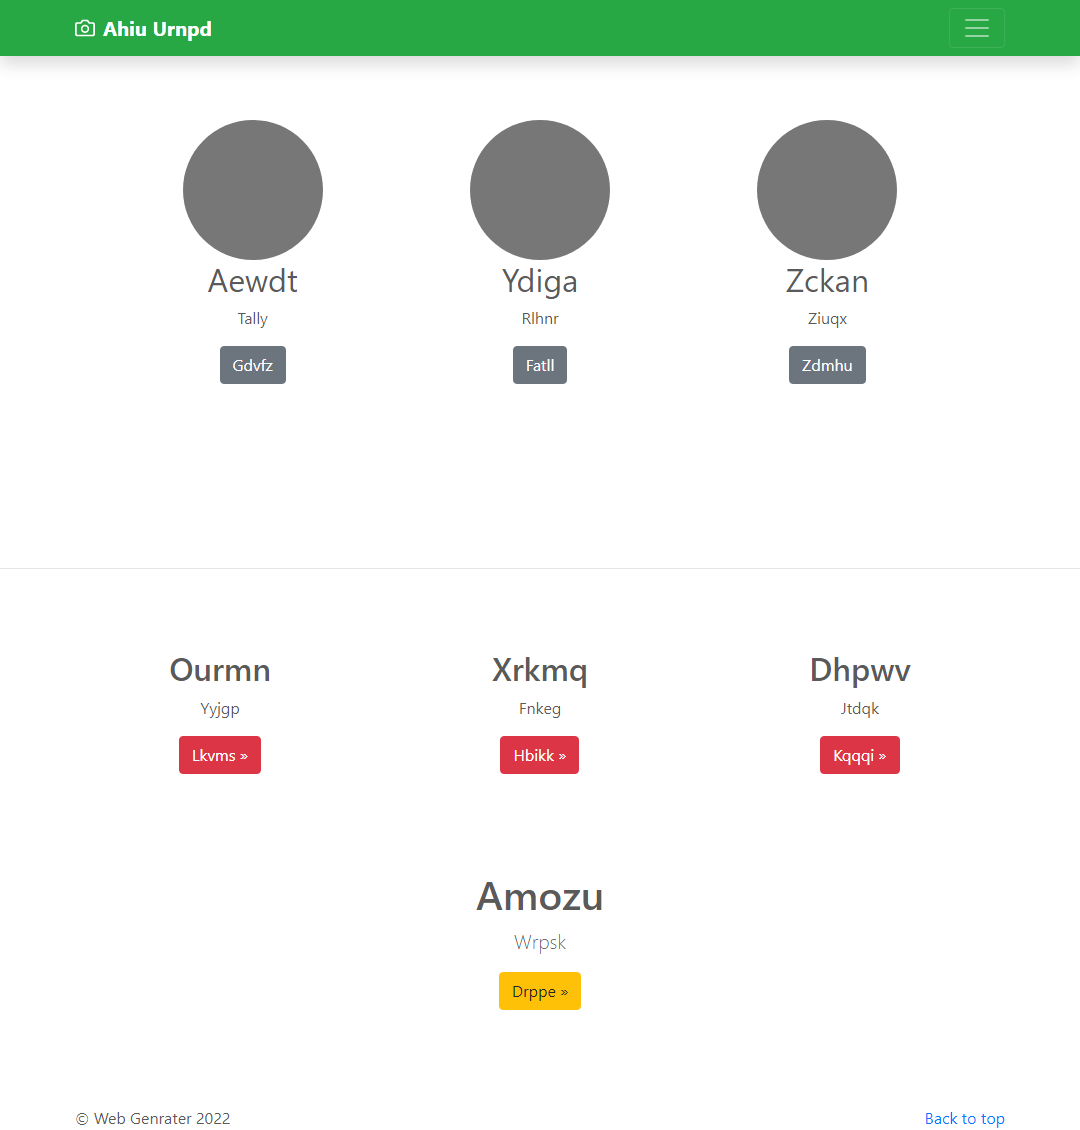 Ahiu Urnpd
Aewdt
Tally
Gdvfz
Ydiga
Rlhnr
Fatll
Zckan
Ziuqx
Zdmhu
Ourmn
Yyjgp
Lkvms »
Xrkmq
Fnkeg
Hbikk »
Dhpwv
Jtdqk
Kqqqi »
Amozu
Wrpsk
Drppe »
© Web Genrater 2022
Back to top